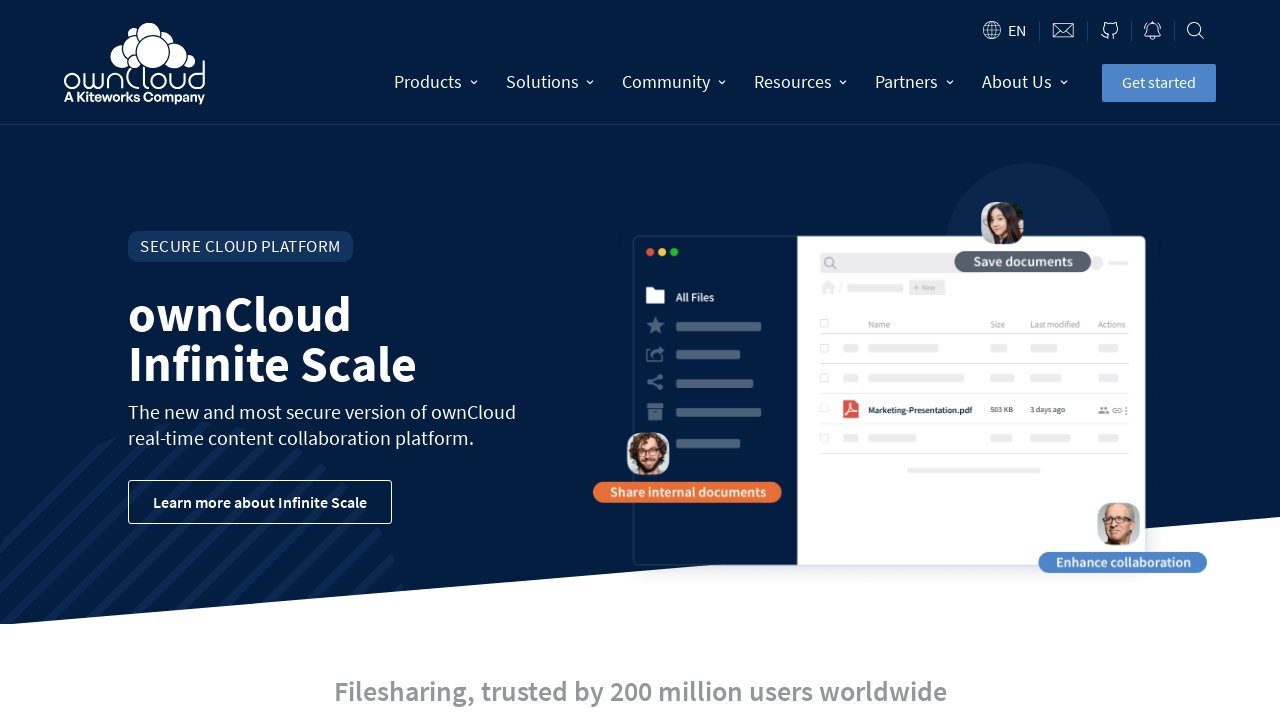 EN
ownCloud
A Kiteworks Company
Products
Solutions
Community
Resources
Partners
About Us
Get started
SECURE CLOUD PLATFORM
ownCloud
Infinite Scale
The new and most secure version of ownCloud
real-time content collaboration platform.
Learn more about Infinite Scale
Save documents
All Files
+ New
Name
Size
Last modified
Actions
Marketing-Presentation.pdf
503 KB
3 days ago
Share internal documents
Enhance collaboration
Filesharing, trusted by 200 million users worldwide